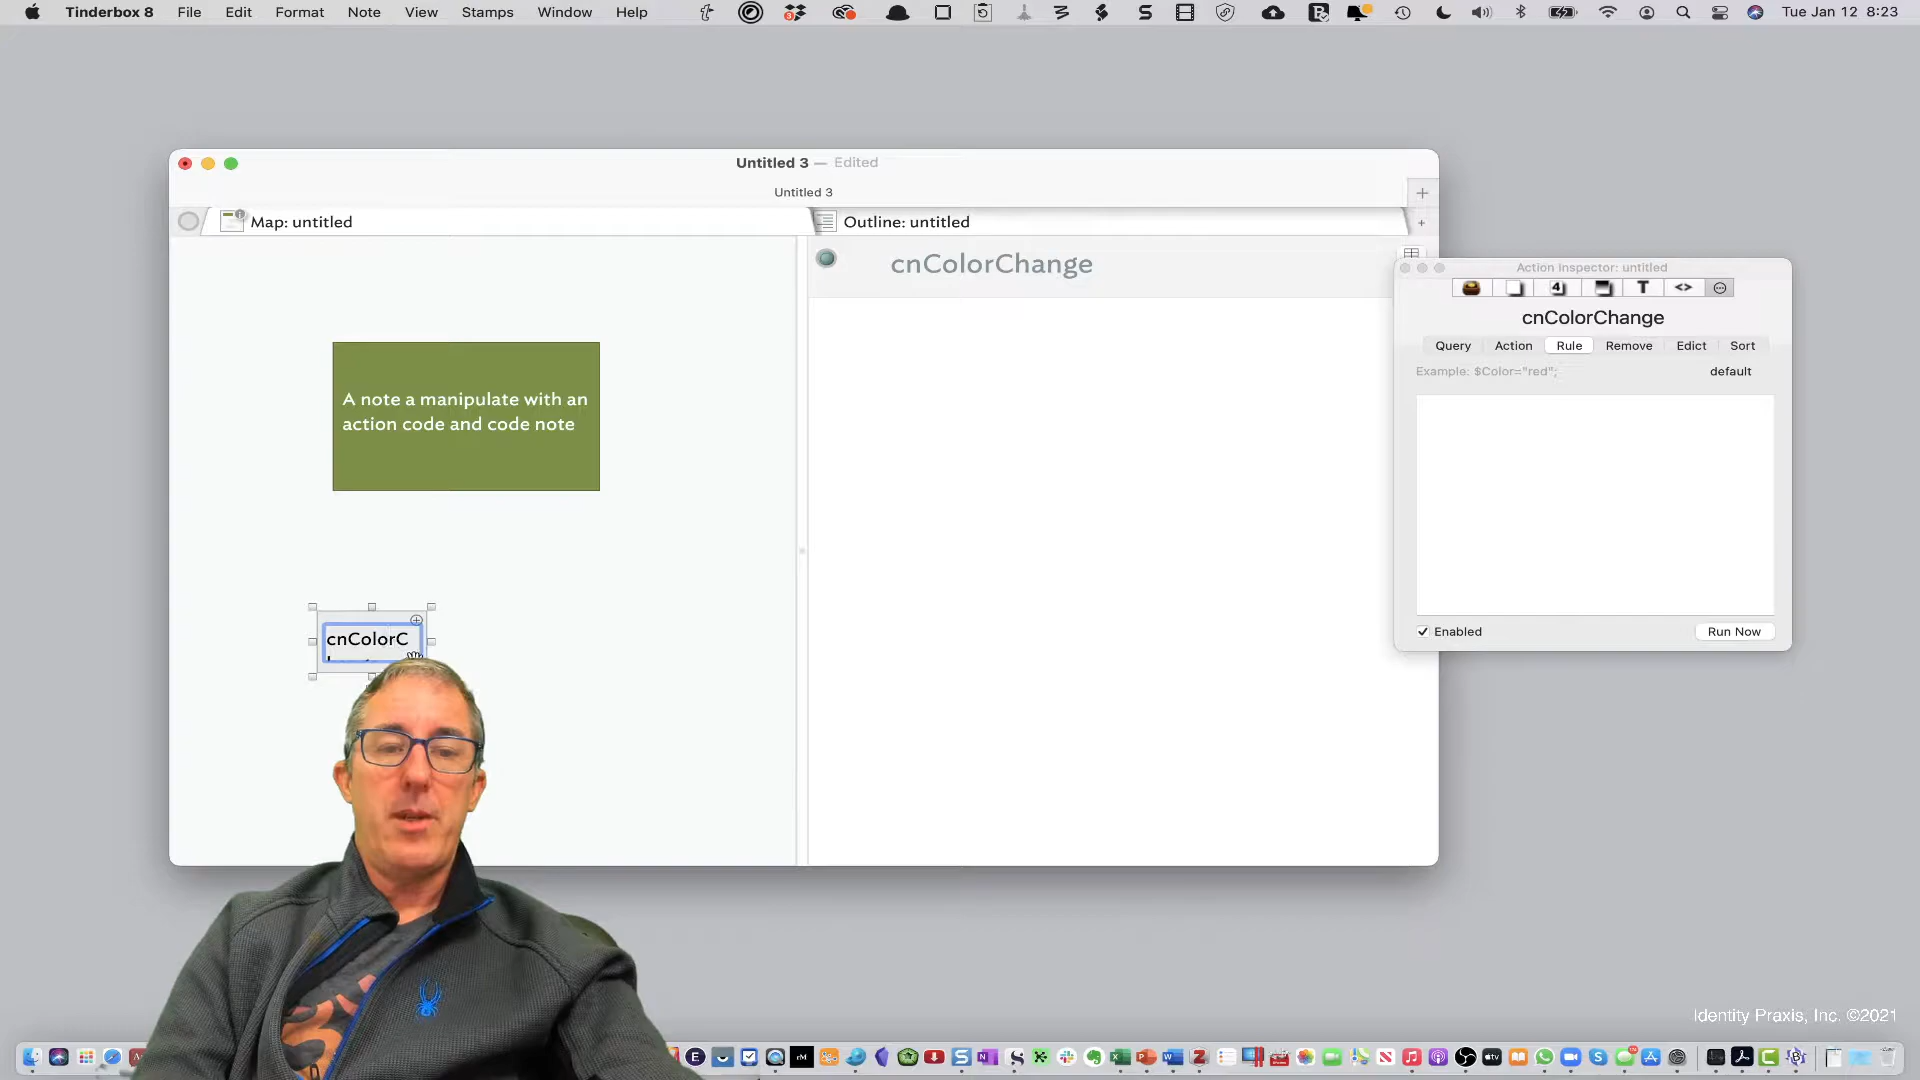 Tinderbox 8 File Edit Format Note View Stamps Window Help Tue Jan 12 8:23
Untitled 3 — Edited
Untitled 3
Map: untitled
Outline: untitled
cnColorChange
A note a manipulate with an
action code and code note
cnColorC
Action Inspector: untitled
cnColorChange
Query Action Rule Remove Edict Sort
Example: $Color="red"; default
Enabled Run Now
Identity Praxis, Inc. ©2021